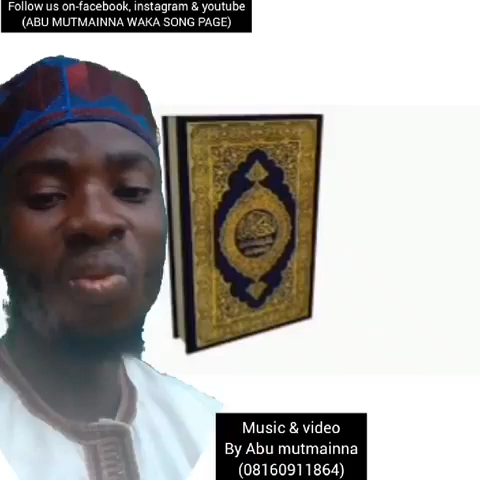 Follow us on-facebook, instagram & youtube
(ABU MUTMAINNA WAKA SONG PAGE)
Music & video
By Abu mutmainna
(08160911864)